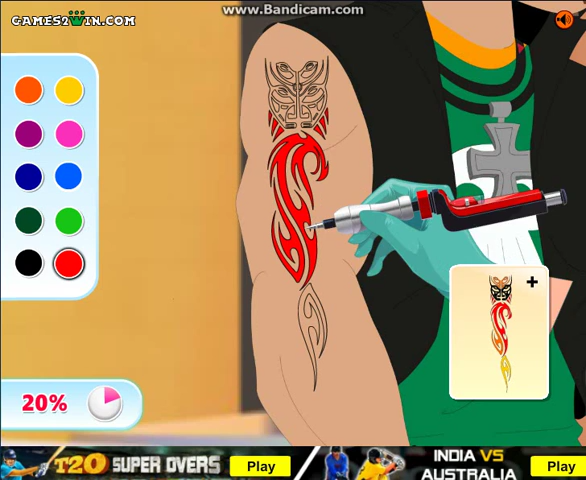 GAMES2WIN.COM
www.Bandicam.com
20%
T20 SUPER OVERS
Play
INDIA VS
AUSTRALIA
Play